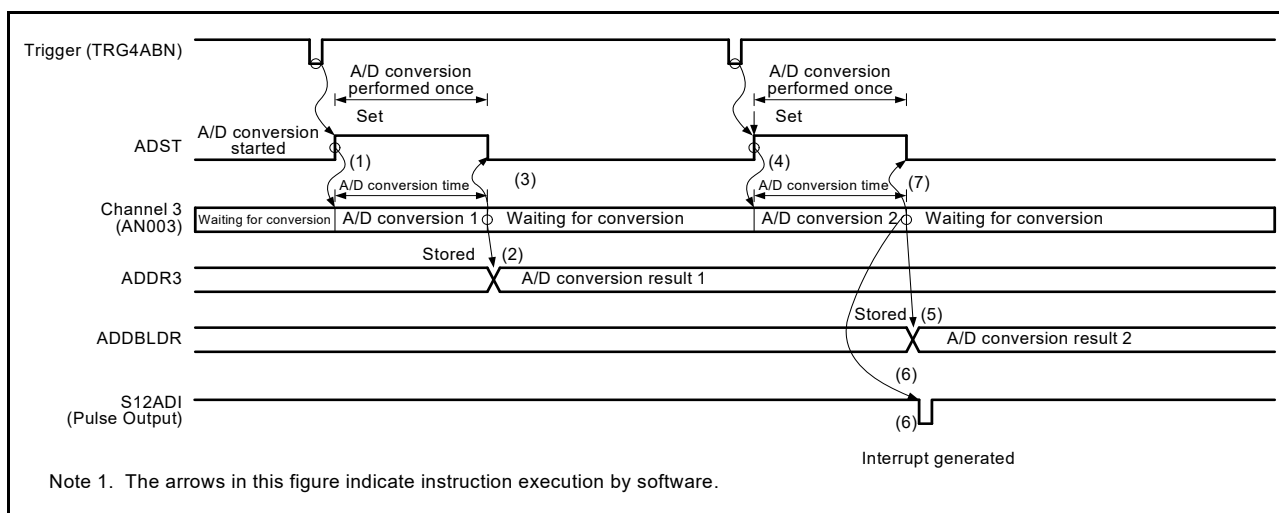 Trigger (TRG4ABN)
A/D conversion
performed once
A/D conversion
performed once
Set
Set
A/D conversion
started
ADST
(1)
(3)
(4)
(7)
A/D conversion time
A/D conversion time
Channel 3
(AN003)
Waiting for conversion
A/D conversion 1
Waiting for conversion
A/D conversion 2
Waiting for conversion
Stored
(2)
ADDR3
A/D conversion result 1
Stored
(5)
ADDBLDR
A/D conversion result 2
(6)
S12ADI
(Pulse Output)
(6)
Interrupt generated
Note 1. The arrows in this figure indicate instruction execution by software.